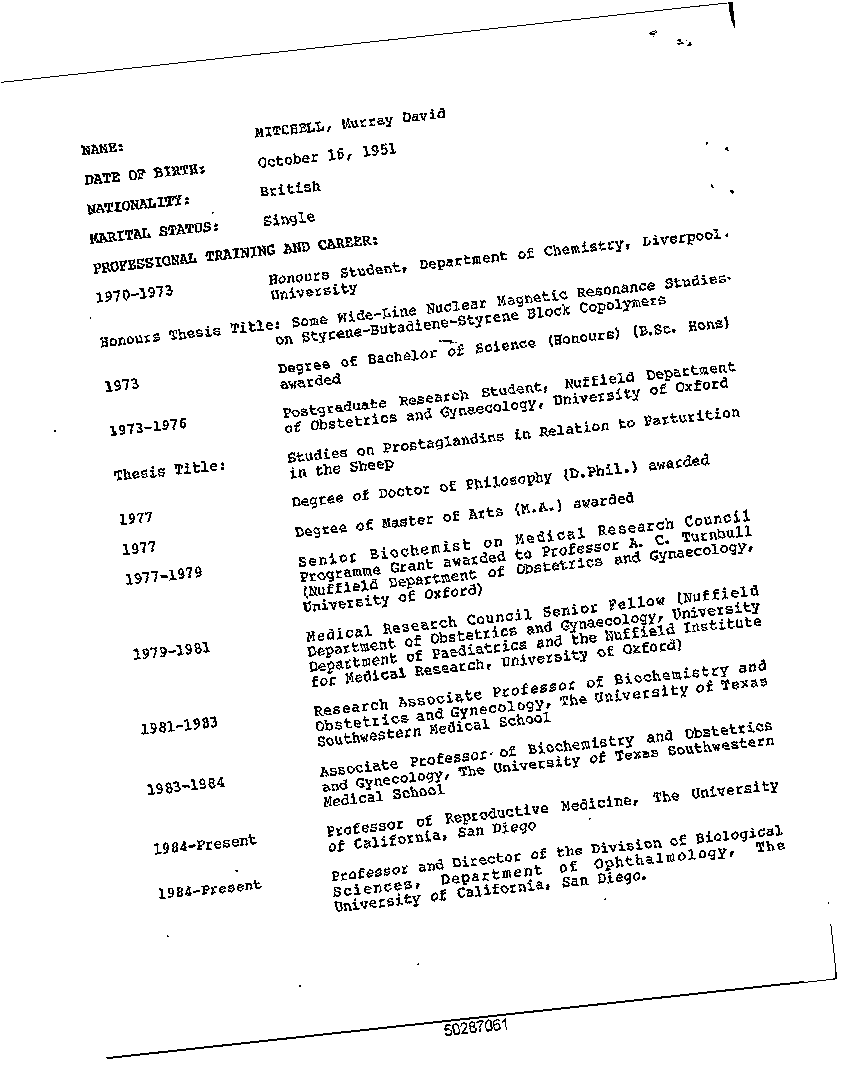 NAME: MITCHELL, Murray David
DATE OF BIRTH: October 16, 1951
NATIONALITY: British
MARITAL STATUS: Single
PROFESSIONAL TRAINING AND CAREER:
1970-1973 Honours Student, Department of Chemistry, Liverpool
University
Honours Thesis Title: Some Wide-Line Nuclear Magnetic Resonance Studies
on Styrene-Butadiene-Styrene Block Copolymers
1973 Degree of Bachelor of Science (Honours) (B.Sc. Hons)
awarded
1973-1976 Postgraduate Research Student, Nuffield Department
of Obstetrics and Gynaecology, University of Oxford
Thesis Title: Studies on Prostaglandins in Relation to Parturition
in the Sheep
1977 Degree of Doctor of Philosophy (D.Phil.) awarded
1977 Degree of Master of Arts (M.A.) awarded
1977-1979 Senior Biochemist on Medical Research Council
Programme Grant awarded to Professor A. C. Turnbull
(Nuffield Department of Obstetrics and Gynaecology,
University of Oxford)
1979-1981 Medical Research Council Senior Fellow (Nuffield
Department of Obstetrics and Gynaecology, University
Department of Paediatrics and the Nuffield Institute
for Medical Research, University of Oxford)
1981-1983 Research Associate Professor of Biochemistry and
Obstetrics and Gynecology, The University of Texas
Southwestern Medical School
1983-1984 Associate Professor of Biochemistry and Obstetrics
and Gynecology, The University of Texas Southwestern
Medical School
1984-Present Professor of Reproductive Medicine, The University
of California, San Diego
1984-Present Professor and Director of the Division of Biological
Sciences, Department of Ophthalmology, The
University of California, San Diego.
50287061